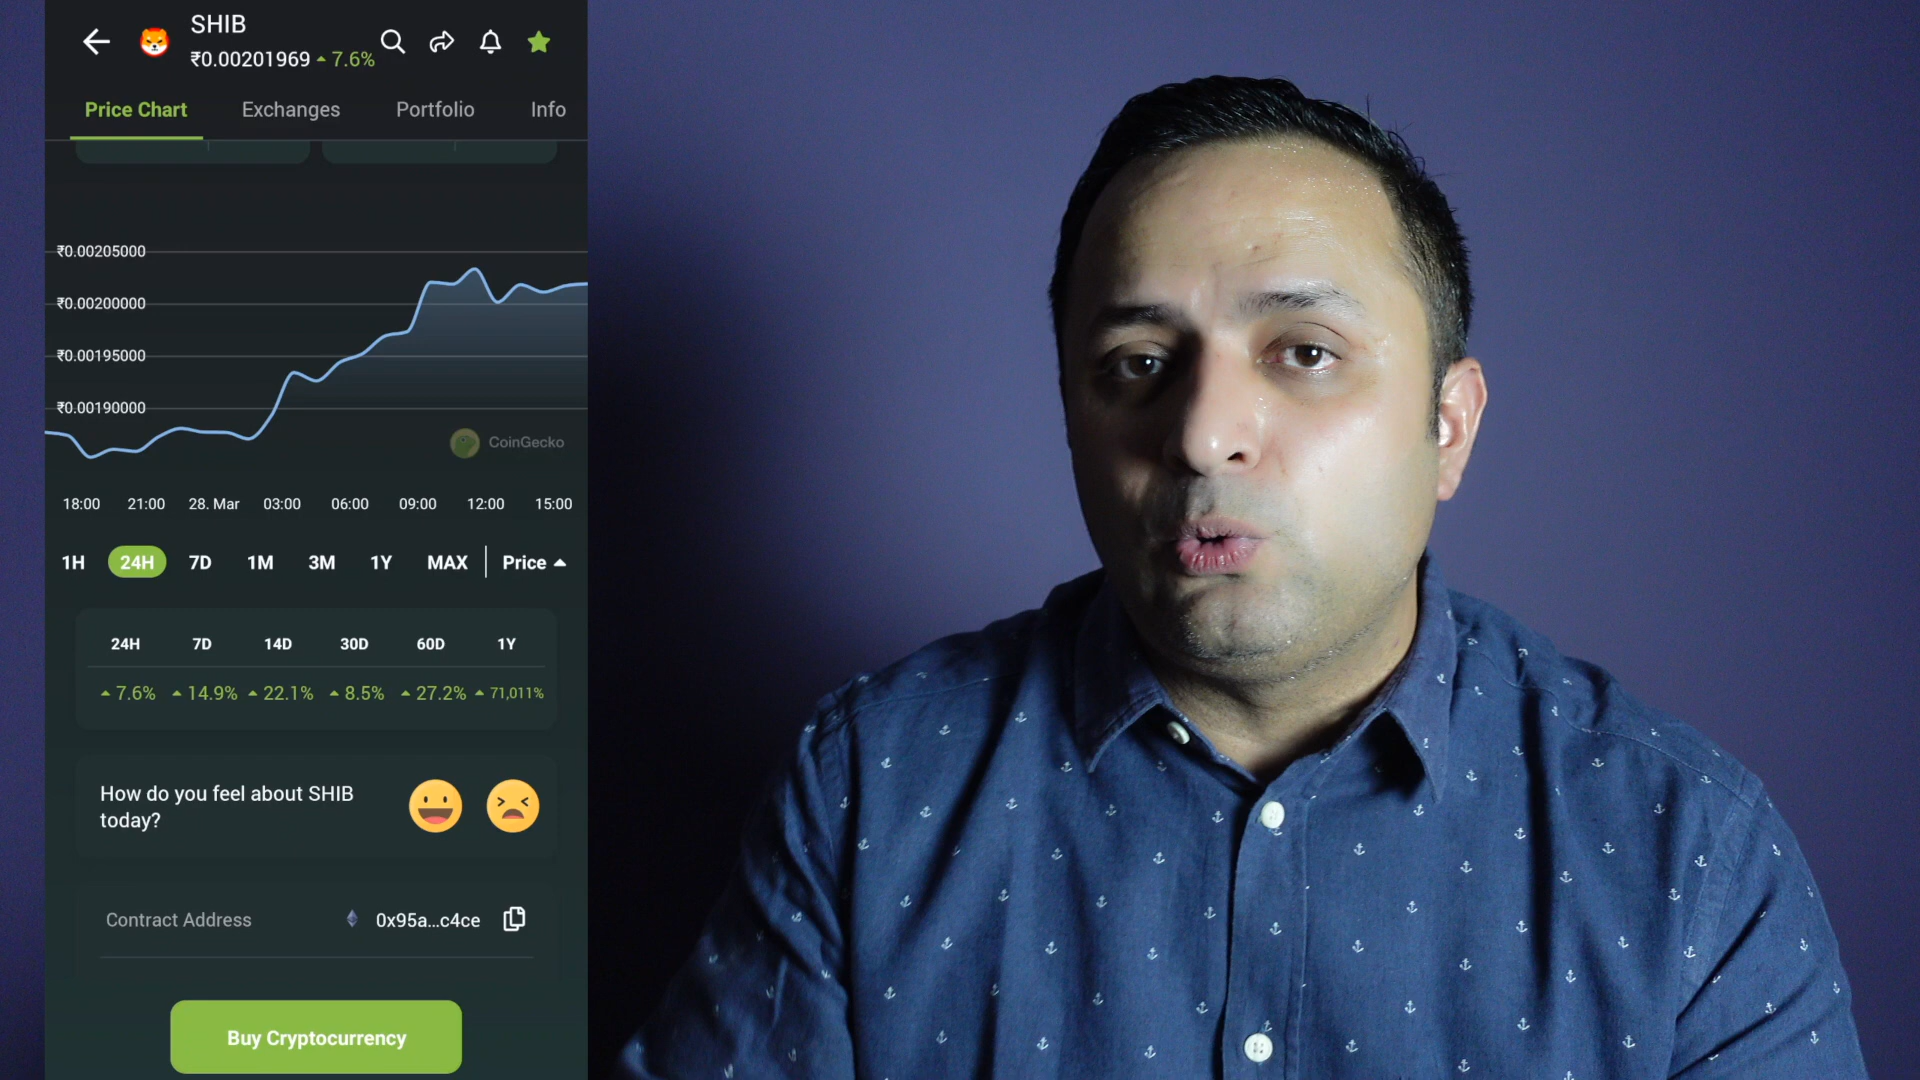 SHIB
₹0.00201969 7.6%
Price Chart Exchanges Portfolio Info
₹0.00205000
₹0.00200000
₹0.00195000
₹0.00190000
CoinGecko
18:00 21:00 28. Mar 03:00 06:00 09:00 12:00 15:00
1H 24H 7D 1M 3M 1Y MAX Price
24H 7D 14D 30D 60D 1Y
7.6% 14.9% 22.1% 8.5% 27.2% 71,011%
How do you feel about SHIB
today?
Contract Address 0x95a...c4ce
Buy Cryptocurrency